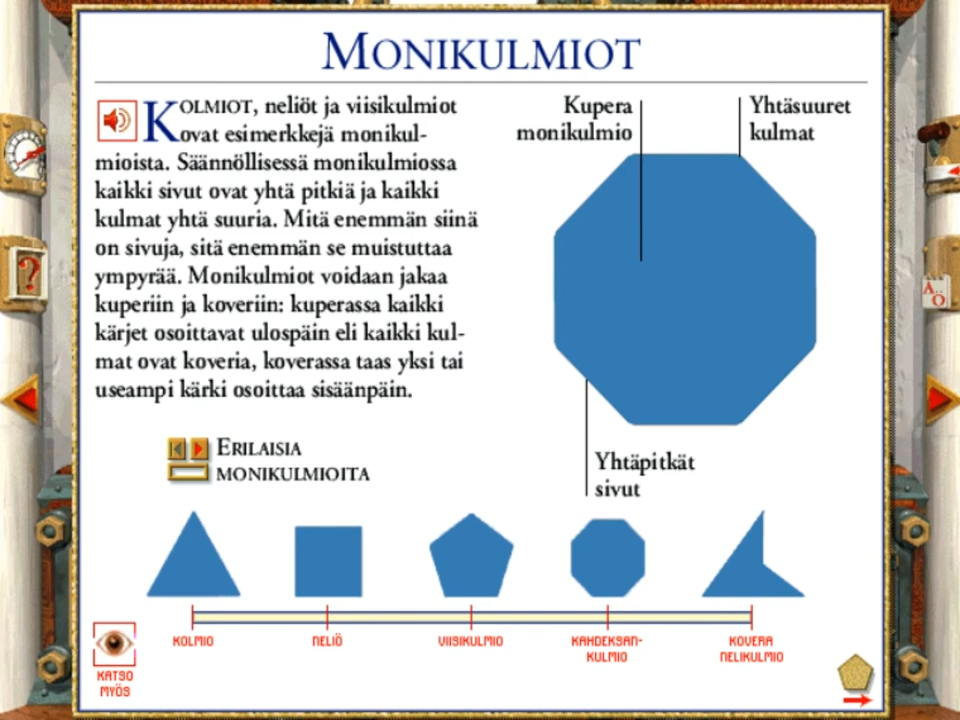 MONIKULMIOT
KOLMIOT, neliöt ja viisikulmiot
ovat esimerkkejä monikul-
mioista. Säännöllisessä monikulmiossa
kaikki sivut ovat yhtä pitkiä ja kaikki
kulmat yhtä suuria. Mitä enemmän siinä
on sivuja, sitä enemmän se muistuttaa
ympyrää. Monikulmiot voidaan jakaa
kuperiin ja koveriin: kuperassa kaikki
kärjet osoittavat ulospäin eli kaikki kul-
mat ovat koveria, koverassa taas yksi tai
useampi kärki osoittaa sisäänpäin.
Kupera
monikulmio
Yhtäsuuret
kulmat
Yhtäpitkät
sivut
ERILAISIA
MONIKULMIOITA
KOLMIO
NELIÖ
VIISIKULMIO
KAHDEKSAN-
KULMIO
KOVERA
NELIKULMIO
KATSO
MYÖS
?
A...
Ö